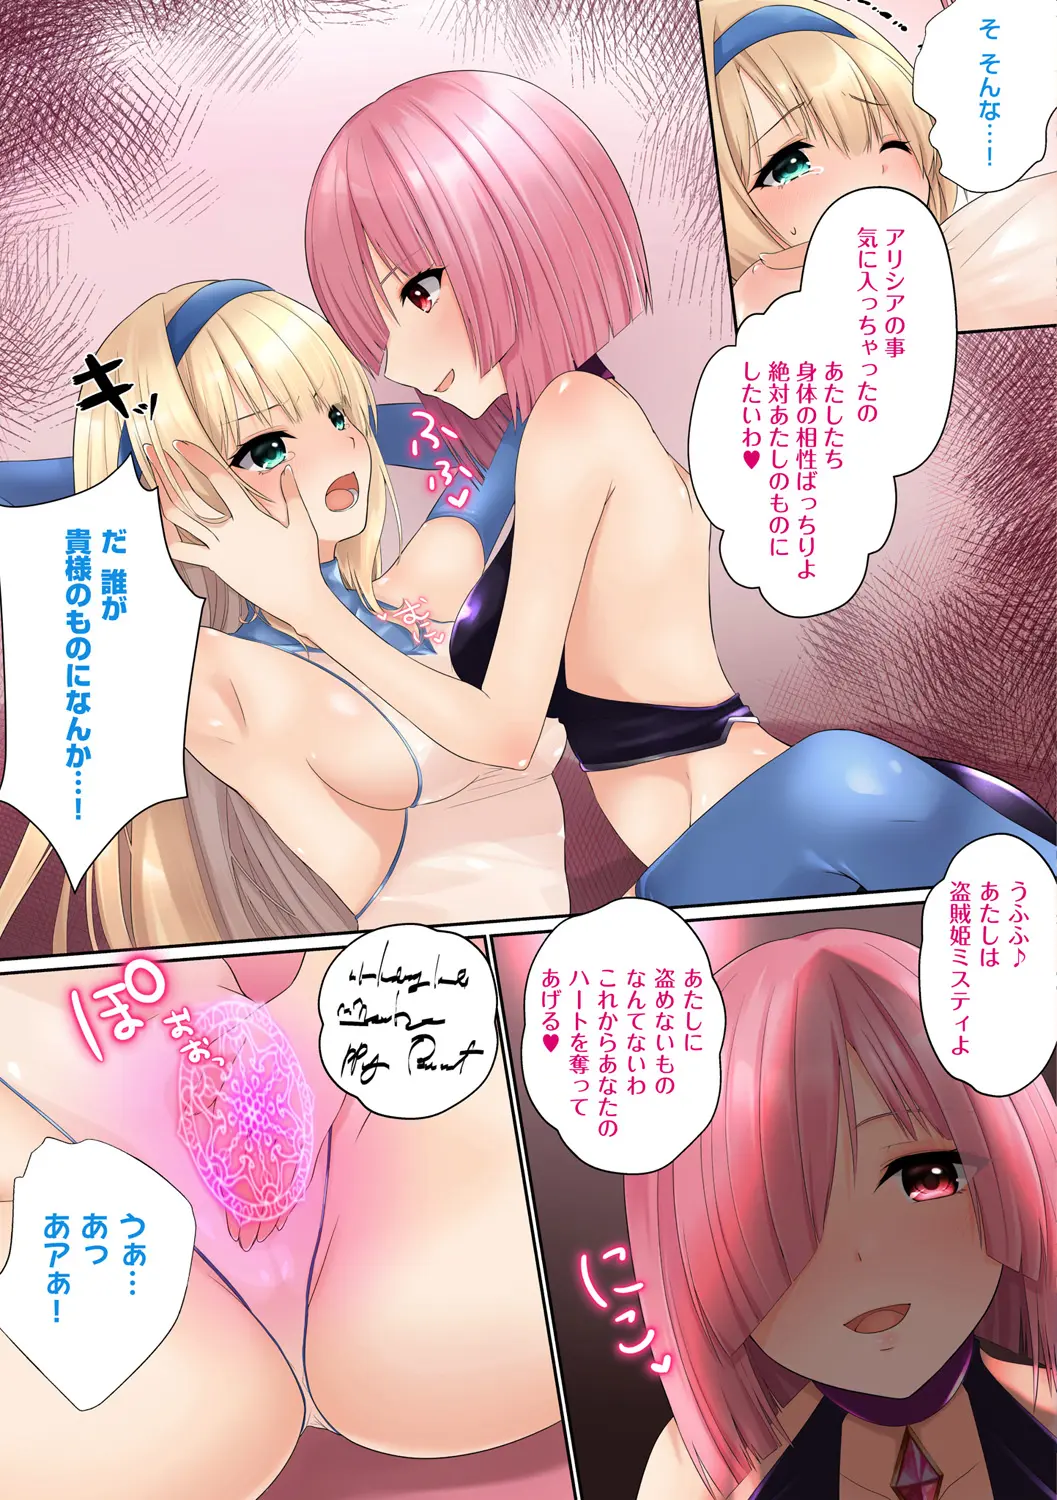 そ そんな…!
アリシアの事
気に入っちゃったの
あたしたち
身体の相性ばっちりよ
絶対あたしのものに
したいわ♥
キッ
ふふ
むにっ
だ 誰が
貴様のものになんか…!
うふふ♪
あたしは
盗賊姫ミスティよ
あたしに
盗めないもの
なんてないわ
これからあなたの
ハートを奪って
あげる♥
にこっ
ぽぉおっ
うぁ…
あっ
あアぁ!